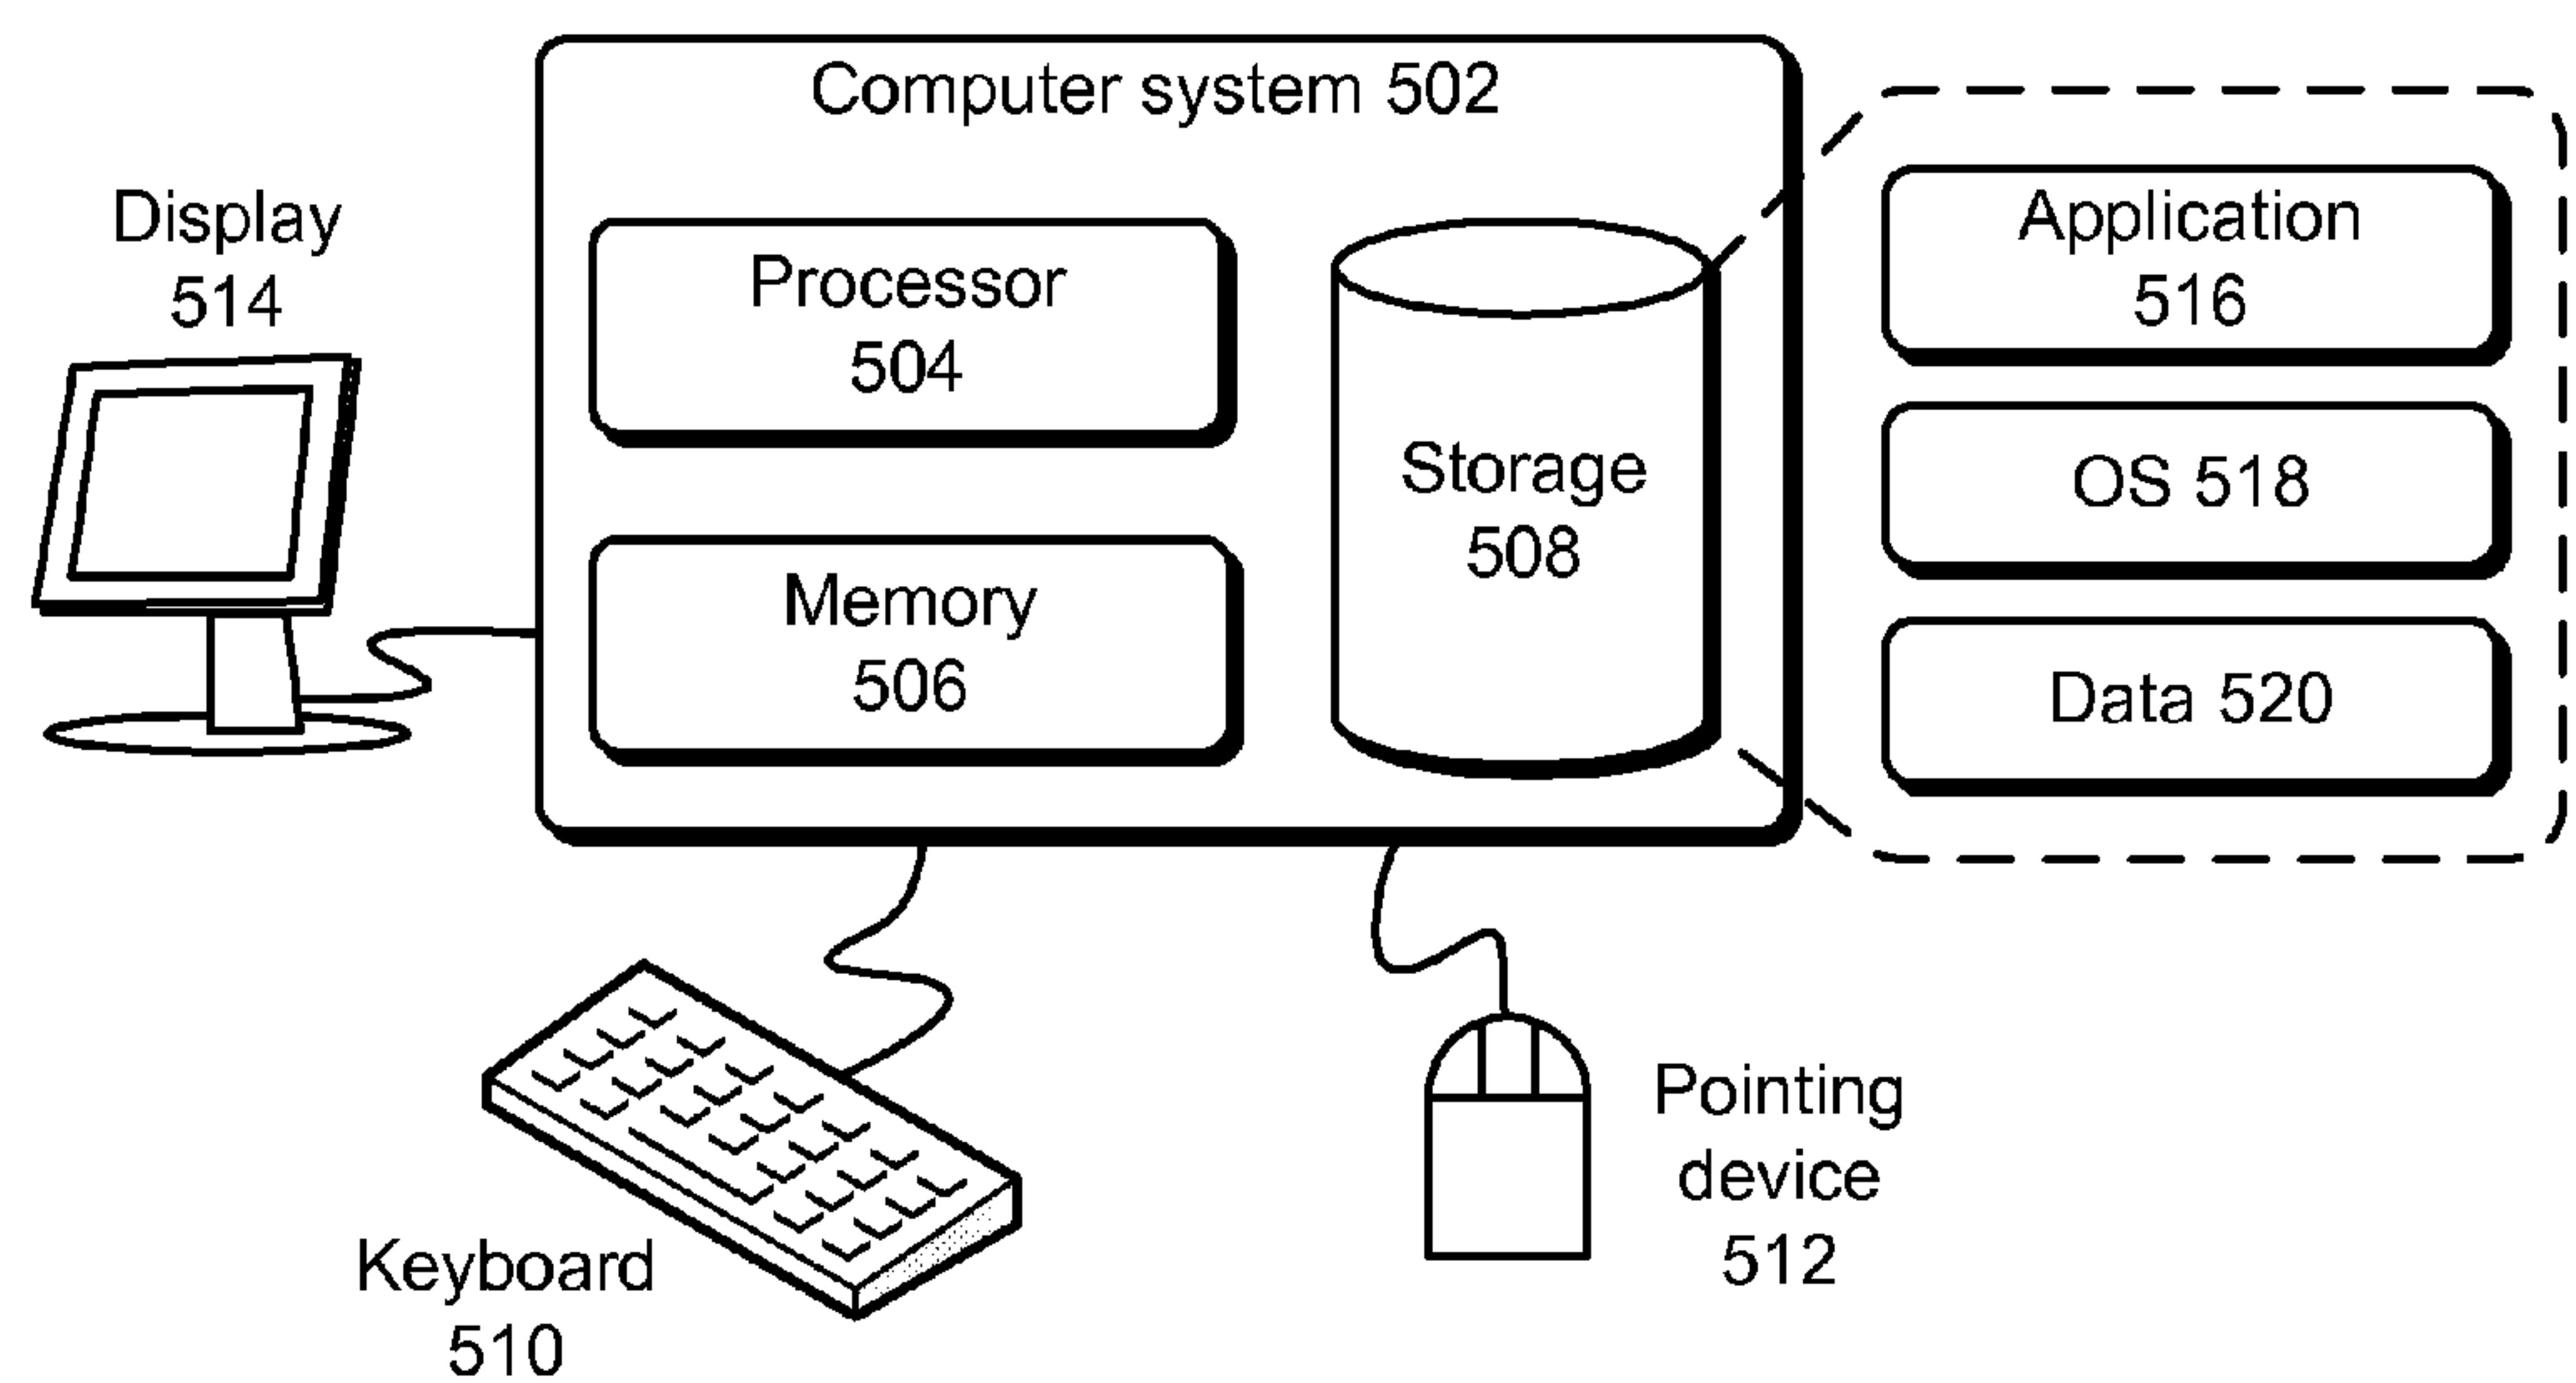 Computer system 502
Display
514
Processor
504
Memory
506
Storage
508
Application
516
OS 518
Data 520
Keyboard
510
Pointing
device
512